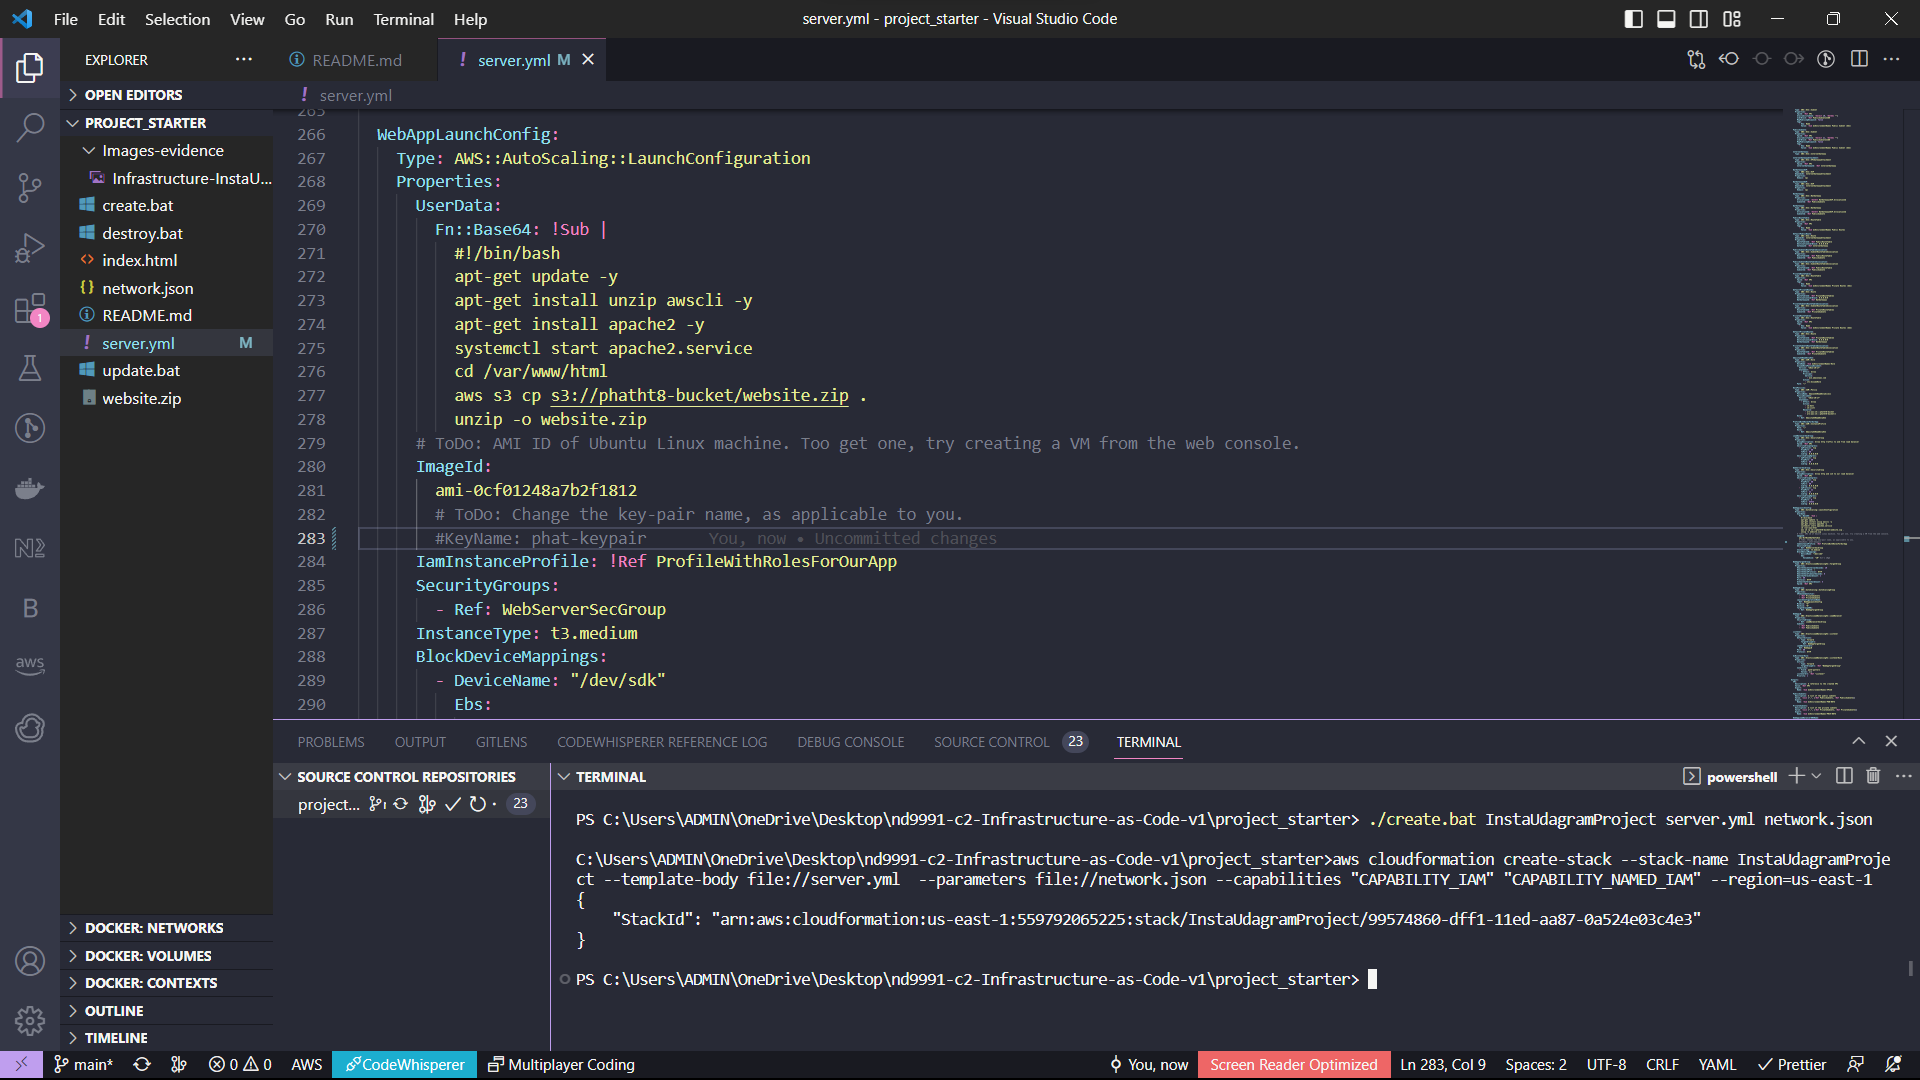 File Edit Selection View Go Run Terminal Help
server.yml - project_starter - Visual Studio Code
EXPLORER
README.md
! server.yml M
OPEN EDITORS
PROJECT_STARTER
Images-evidence
Infrastructure-InstaU...
create.bat
destroy.bat
index.html
network.json
README.md
! server.yml M
update.bat
website.zip
1
N2
B
aws
DOCKER: NETWORKS
DOCKER: VOLUMES
DOCKER: CONTEXTS
OUTLINE
TIMELINE
! server.yml
265
266 WebAppLaunchConfig:
267 Type: AWS::AutoScaling::LaunchConfiguration
268 Properties:
269 UserData:
270 Fn::Base64: !Sub |
271 #!/bin/bash
272 apt-get update -y
273 apt-get install unzip awscli -y
274 apt-get install apache2 -y
275 systemctl start apache2.service
276 cd /var/www/html
277 aws s3 cp s3://phatht8-bucket/website.zip .
278 unzip -o website.zip
279 # ToDo: AMI ID of Ubuntu Linux machine. Too get one, try creating a VM from the web console.
280 ImageId:
281 ami-0cf01248a7b2f1812
282 # ToDo: Change the key-pair name, as applicable to you.
283 #KeyName: phat-keypair You, now • Uncommitted changes
284 IamInstanceProfile: !Ref ProfileWithRolesForOurApp
285 SecurityGroups:
286 - Ref: WebServerSecGroup
287 InstanceType: t3.medium
288 BlockDeviceMappings:
289 - DeviceName: "/dev/sdk"
290 Ebs:
PROBLEMS OUTPUT GITLENS CODEWHISPERER REFERENCE LOG DEBUG CONSOLE SOURCE CONTROL 23 TERMINAL
SOURCE CONTROL REPOSITORIES
project... 23
TERMINAL
powershell
PS C:\Users\ADMIN\OneDrive\Desktop\nd9991-c2-Infrastructure-as-Code-v1\project_starter> ./create.bat InstaUdagramProject server.yml network.json
C:\Users\ADMIN\OneDrive\Desktop\nd9991-c2-Infrastructure-as-Code-v1\project_starter>aws cloudformation create-stack --stack-name InstaUdagramProje
ct --template-body file://server.yml --parameters file://network.json --capabilities "CAPABILITY_IAM" "CAPABILITY_NAMED_IAM" --region=us-east-1
{
"StackId": "arn:aws:cloudformation:us-east-1:559792065225:stack/InstaUdagramProject/99574860-dff1-11ed-aa87-0a524e03c4e3"
}
PS C:\Users\ADMIN\OneDrive\Desktop\nd9991-c2-Infrastructure-as-Code-v1\project_starter>
main* 0 0 AWS CodeWhisperer Multiplayer Coding You, now Screen Reader Optimized Ln 283, Col 9 Spaces: 2 UTF-8 CRLF YAML Prettier